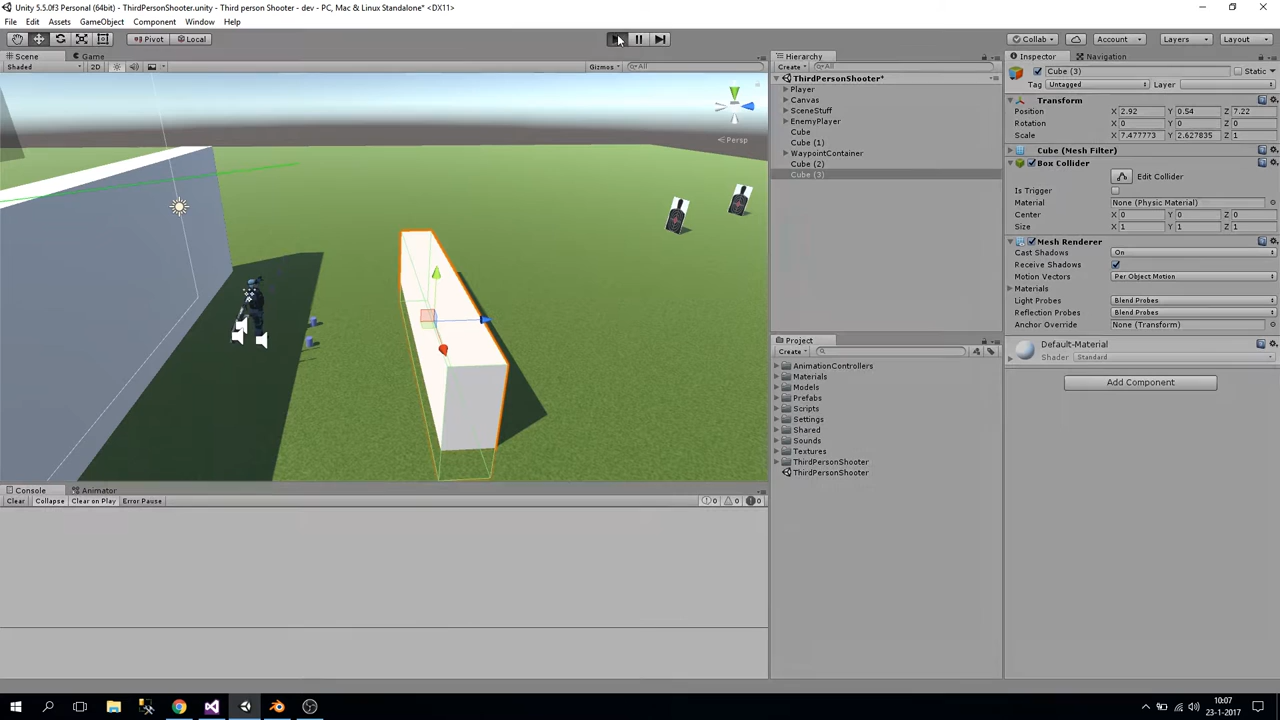 Unity 5.5.0f3 Personal (64bit) - ThirdPersonShooter.unity - Third person Shooter - dev - PC, Mac & Linux Standalone* <DX11>
File Edit Assets GameObject Component Window Help
Pivot Local Collab Account Layers Layout
Scene Game Hierarchy Inspector Navigation
Shaded 2D Gizmos All Create All
ThirdPersonShooter*
Player
Canvas
SceneStuff
EnemyPlayer
Cube
Cube (1)
WaypointContainer
Cube (2)
Cube (3)
Persp
Cube (3) Static
Tag Untagged Layer
Transform
Position X 2.92 Y 0.54 Z 7.22
Rotation X 0 Y 0 Z 0
Scale X 7.477773 Y 2.627835 Z 1
Cube (Mesh Filter)
Box Collider
Edit Collider
Is Trigger
Material None (Physic Material)
Center X 0 Y 0 Z 0
Size X 1 Y 1 Z 1
Mesh Renderer
Cast Shadows On
Receive Shadows
Motion Vectors Per Object Motion
Materials
Light Probes Blend Probes
Reflection Probes Blend Probes
Anchor Override None (Transform)
Default-Material
Shader Standard
Add Component
Project
Create
AnimationControllers
Materials
Models
Prefabs
Scripts
Settings
Shared
Sounds
Textures
ThirdPersonShooter
ThirdPersonShooter
Console Animator
Clear Collapse Clear on Play Error Pause 0 0 0
10:07
23-1-2017